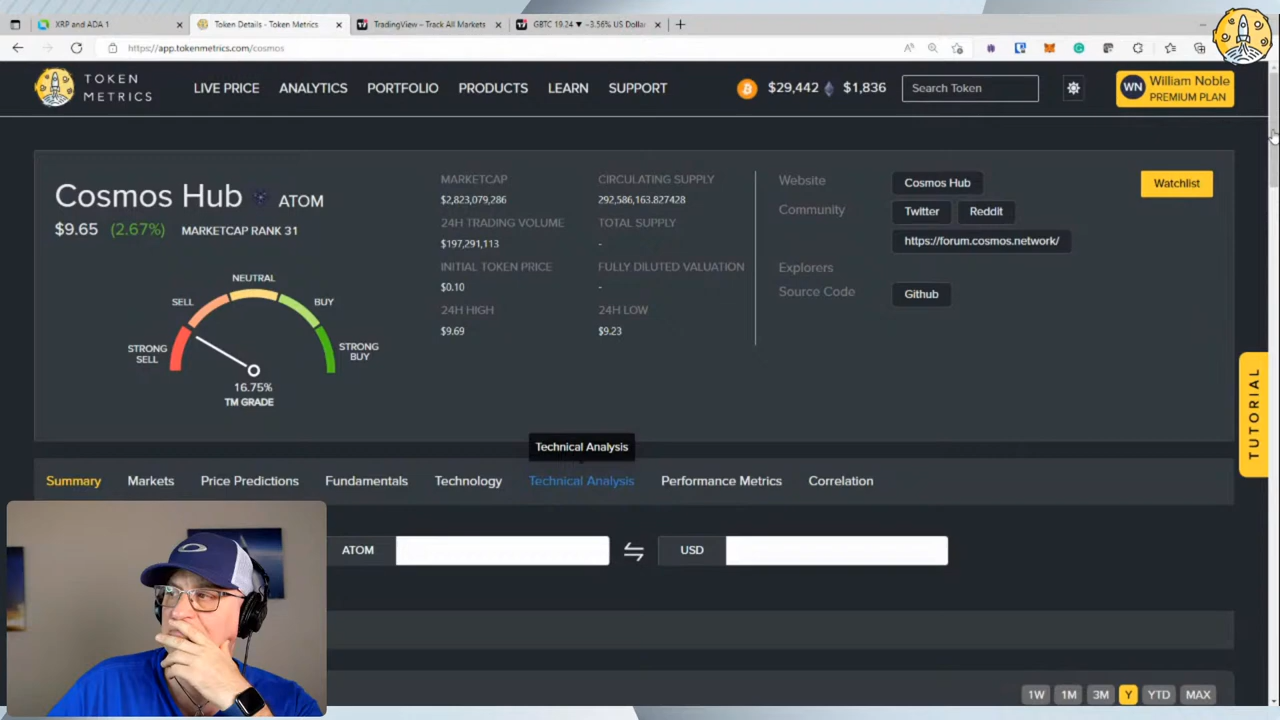 XRP and ADA 1
Token Details - Token Metrics
TradingView – Track All Markets
GBTC 19.24 ▼ −3.56% US Dollar
https://app.tokenmetrics.com/cosmos
TOKEN METRICS
LIVE PRICE
ANALYTICS
PORTFOLIO
PRODUCTS
LEARN
SUPPORT
$29,442
$1,836
Search Token
WN
William Noble
PREMIUM PLAN
Cosmos Hub ATOM
$9.65 (2.67%) MARKETCAP RANK 31
STRONG SELL
SELL
NEUTRAL
BUY
STRONG BUY
16.75%
TM GRADE
MARKETCAP
$2,823,079,286
24H TRADING VOLUME
$197,291,113
INITIAL TOKEN PRICE
$0.10
24H HIGH
$9.69
CIRCULATING SUPPLY
292,586,163.827428
TOTAL SUPPLY
-
FULLY DILUTED VALUATION
-
24H LOW
$9.23
Website
Cosmos Hub
Community
Twitter
Reddit
https://forum.cosmos.network/
Explorers
Source Code
Github
Watchlist
TUTORIAL
Technical Analysis
Summary
Markets
Price Predictions
Fundamentals
Technology
Technical Analysis
Performance Metrics
Correlation
ATOM
USD
1W
1M
3M
Y
YTD
MAX